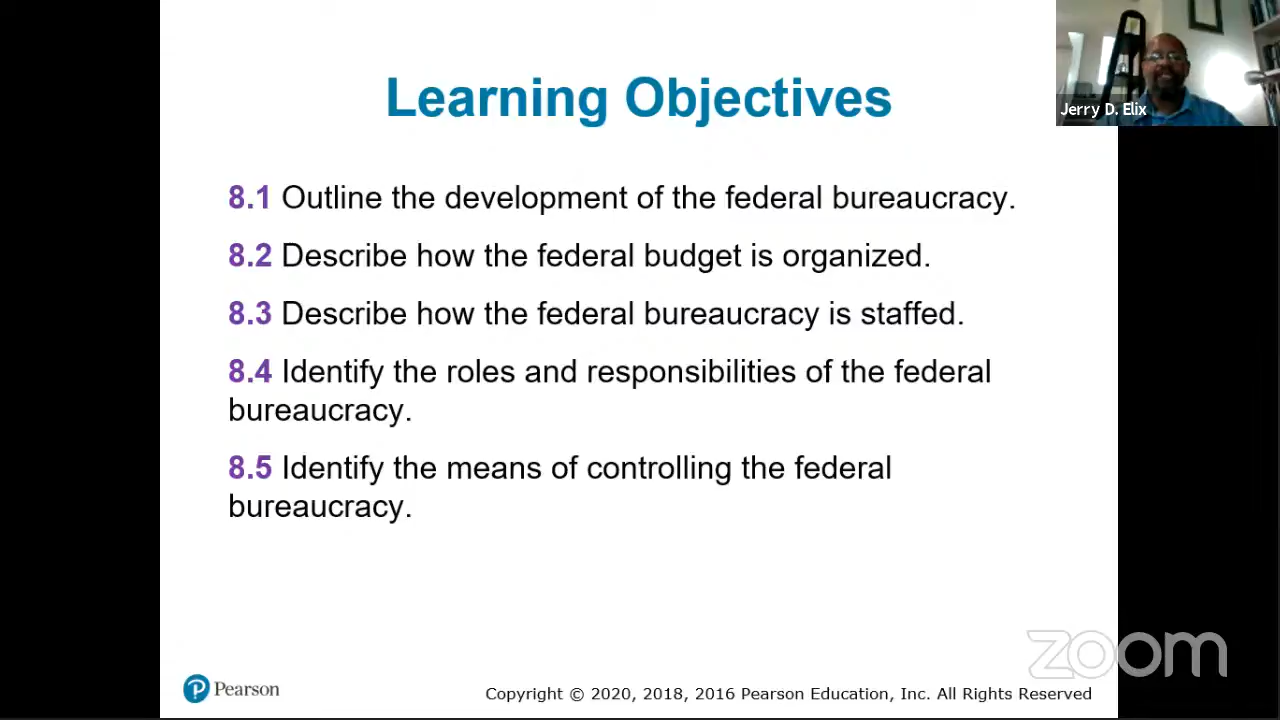 Learning Objectives
Jerry D. Elix
8.1 Outline the development of the federal bureaucracy.
8.2 Describe how the federal budget is organized.
8.3 Describe how the federal bureaucracy is staffed.
8.4 Identify the roles and responsibilities of the federal
bureaucracy.
8.5 Identify the means of controlling the federal
bureaucracy.
zoom
P Pearson
Copyright © 2020, 2018, 2016 Pearson Education, Inc. All Rights Reserved